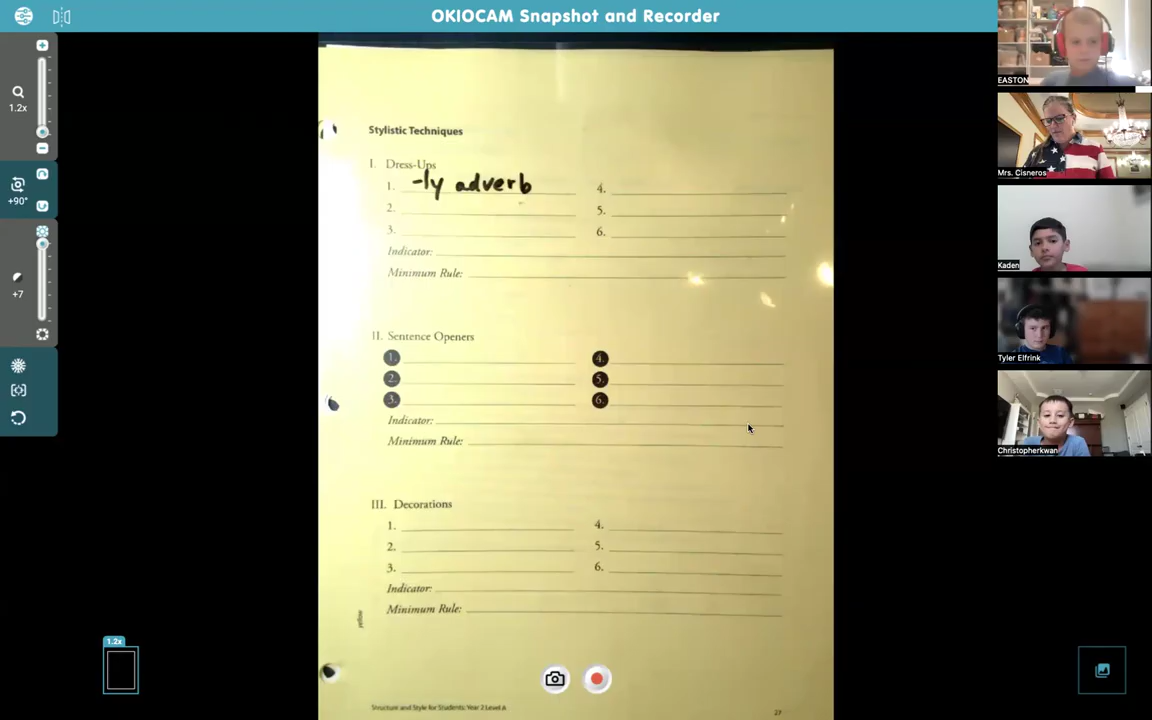 OKIOCAM Snapshot and Recorder
1.2x
+90°
+7
Stylistic Techniques
I. Dress-Ups
1. -ly adverb 4.
2. 5.
3. 6.
Indicator:
Minimum Rule:
II. Sentence Openers
1. 4.
2. 5.
3. 6.
Indicator:
Minimum Rule:
III. Decorations
1. 4.
2. 5.
3. 6.
Indicator:
Minimum Rule:
yellow
1.2x
Structure and Style for Students: Year 2 Level A
27
EASTON
Mrs. Cisneros
Kaden
Tyler Elfrink
Christopherkwan